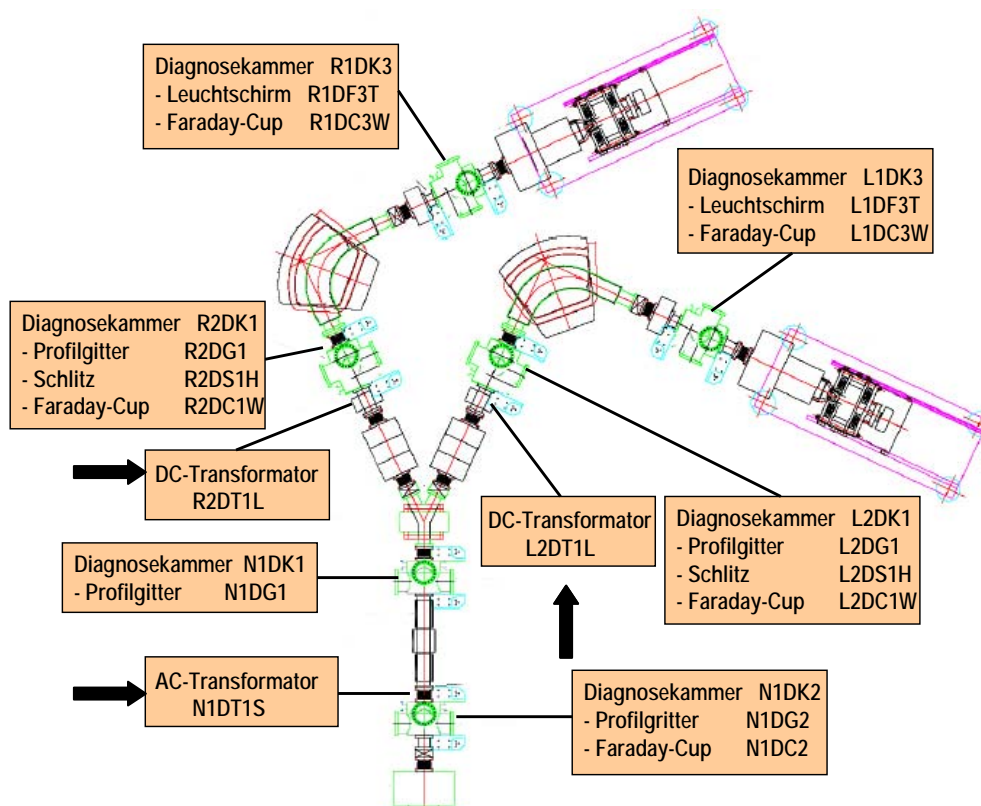 Diagnosekammer R1DK3
- Leuchtschirm R1DF3T
- Faraday-Cup R1DC3W
Diagnosekammer L1DK3
- Leuchtschirm L1DF3T
- Faraday-Cup L1DC3W
Diagnosekammer R2DK1
- Profilgitter R2DG1
- Schlitz R2DS1H
- Faraday-Cup R2DC1W
DC-Transformator
R2DT1L
DC-Transformator
L2DT1L
Diagnosekammer L2DK1
- Profilgitter L2DG1
- Schlitz L2DS1H
- Faraday-Cup L2DC1W
Diagnosekammer N1DK1
- Profilgitter N1DG1
AC-Transformator
N1DT1S
Diagnosekammer N1DK2
- Profilgritter N1DG2
- Faraday-Cup N1DC2